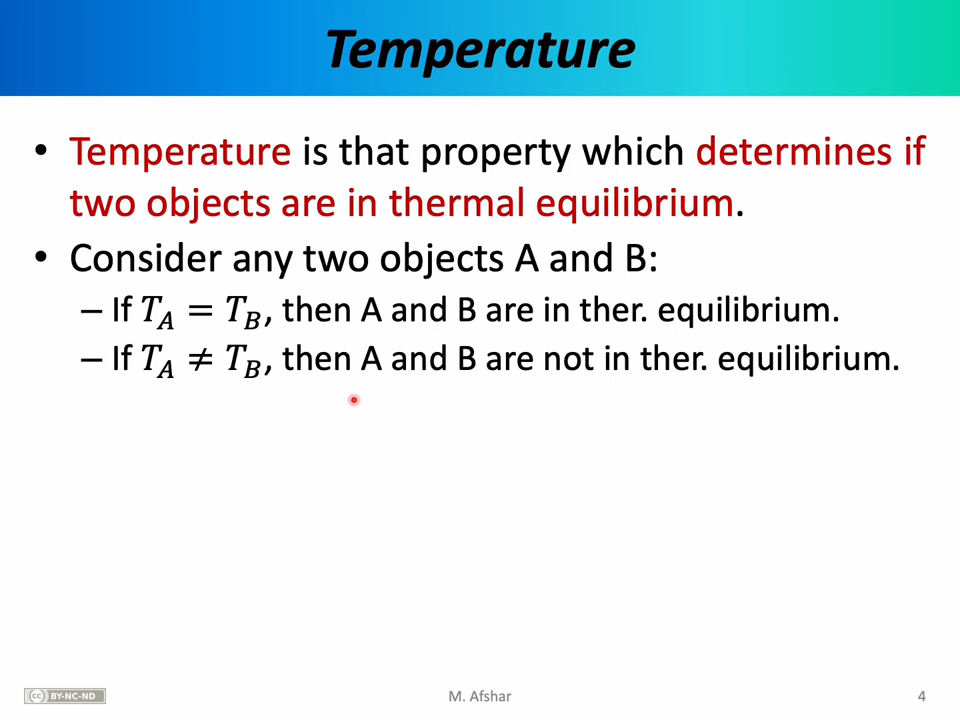 Temperature
• Temperature is that property which determines if
two objects are in thermal equilibrium.
• Consider any two objects A and B:
– If T_A = T_B, then A and B are in ther. equilibrium.
– If T_A ≠ T_B, then A and B are not in ther. equilibrium.
cc BY-NC-ND
M. Afshar
4